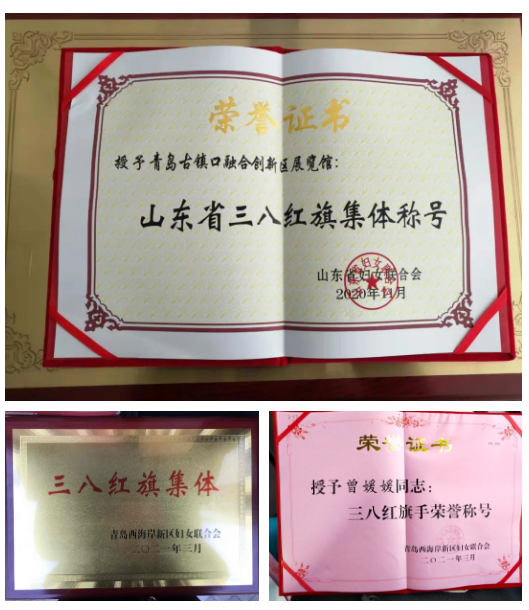 荣誉证书
授予青岛古镇口融合创新区展览馆：
山东省三八红旗集体称号
山东省妇女联合会
2020年11月
三八红旗集体
青岛西海岸新区妇女联合会
二〇二一年三月
荣誉证书
授予曾媛媛同志：
三八红旗手荣誉称号
青岛西海岸新区妇女联合会
二〇二一年三月